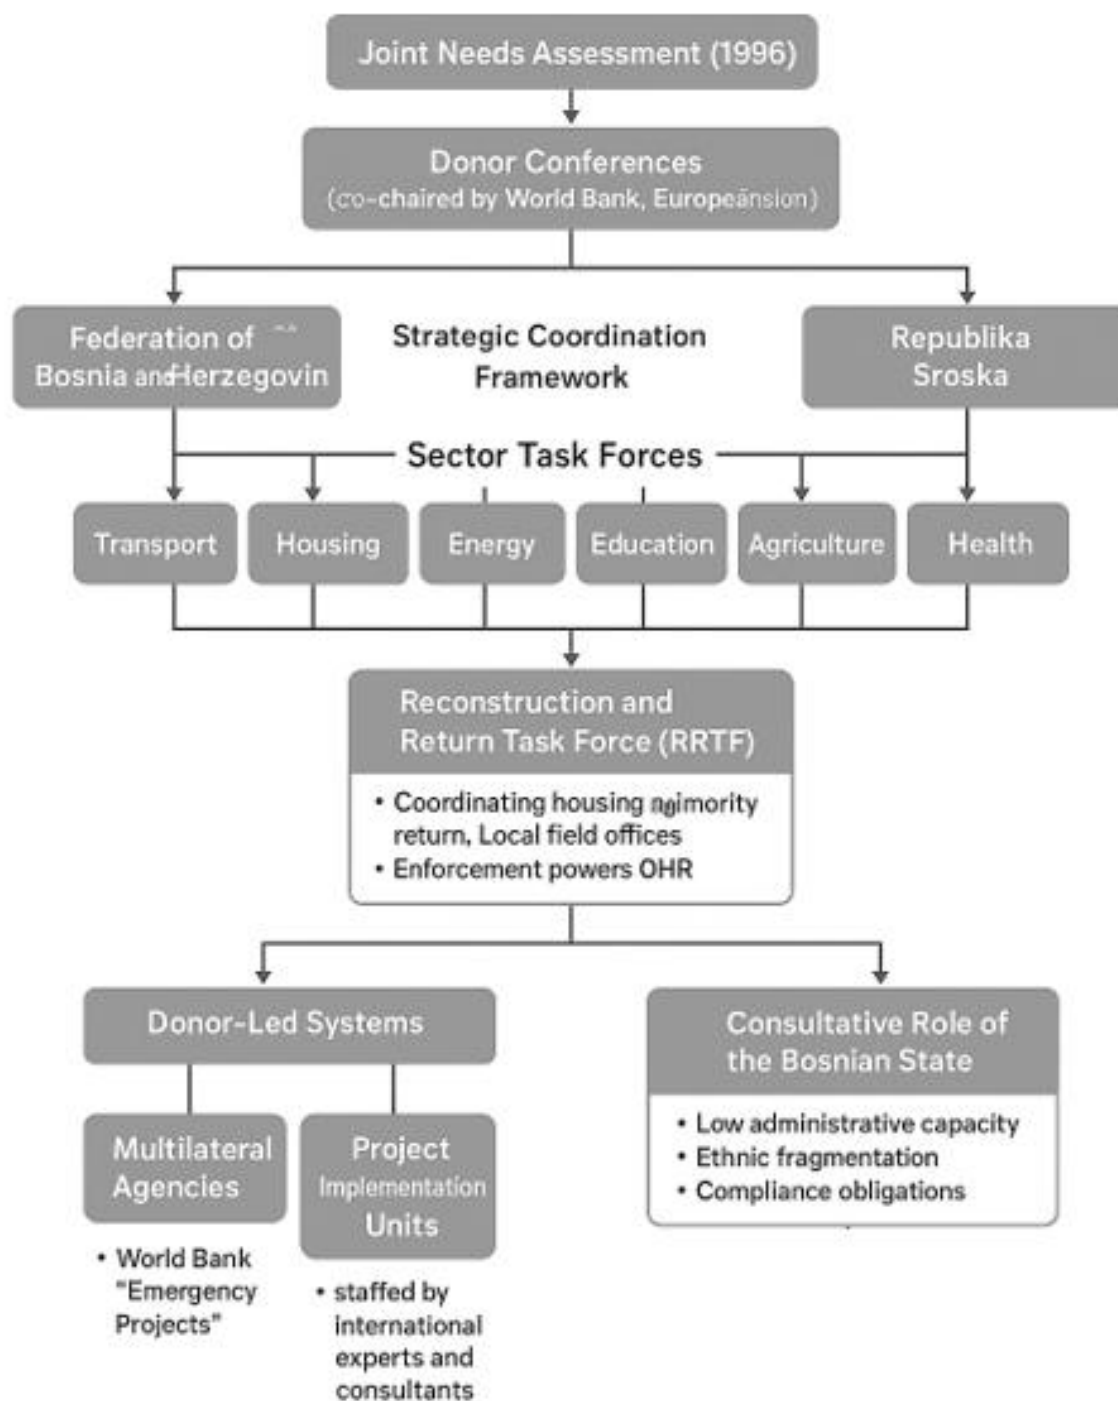 Joint Needs Assessment (1996)
Donor Conferences
(co-chaired by World Bank, Europeänsion)
Federation of
Bosnia and Herzegovin
Strategic Coordination
Framework
Republika
Sroska
Sector Task Forces
Transport
Housing
Energy
Education
Agriculture
Health
Reconstruction and
Return Task Force (RRTF)
• Coordinating housing
return, Local field offices
• Enforcement powers OHR
Donor-Led Systems
Multilateral
Agencies
• World Bank
"Emergency
Projects"
Project
Implementation
Units
• staffed by
international
experts and
consultants
Consultative Role of
the Bosnian State
• Low administrative capacity
• Ethnic fragmentation
• Compliance obligations